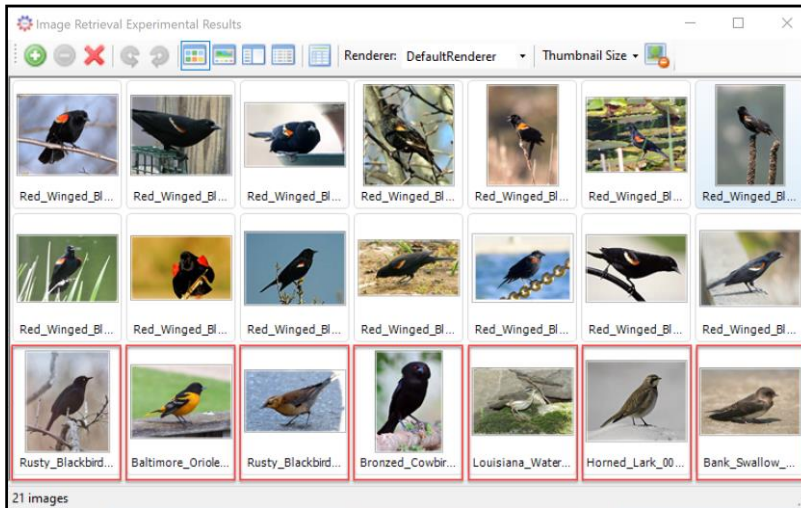 Image Retrieval Experimental Results
Renderer: DefaultRenderer Thumbnail Size
Red_Winged_Bl... Red_Winged_Bl... Red_Winged_Bl... Red_Winged_Bl... Red_Winged_Bl... Red_Winged_Bl... Red_Winged_Bl...
Red_Winged_Bl... Red_Winged_Bl... Red_Winged_Bl... Red_Winged_Bl... Red_Winged_Bl... Red_Winged_Bl... Red_Winged_Bl...
Rusty_Blackbird... Baltimore_Oriole... Rusty_Blackbird... Bronzed_Cowbir... Louisiana_Water... Horned_Lark_00... Bank_Swallow_...
21 images